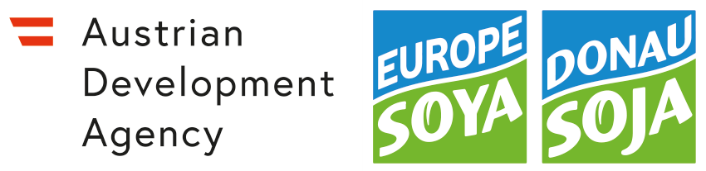 Austrian
Development
Agency
EUROPE
SOYA
DONAU
SOJA